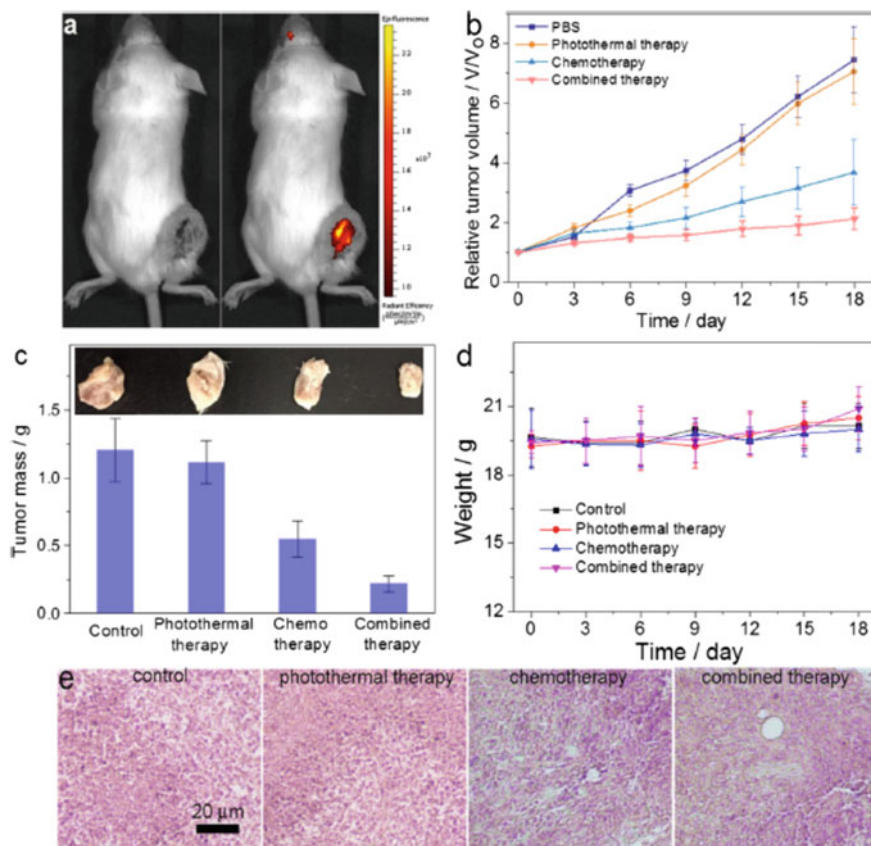 a
Epi-fluorescence
22
20
18
16
x10⁷
14
12
10
Radiant Efficiency
b
PBS
Photothermal therapy
Chemotherapy
Combined therapy
Relative tumor volume / V/V₀
8
6
4
2
0
0 3 6 9 12 15 18
Time / day
c
Tumor mass / g
1.5
1.0
0.5
0.0
Control
Photothermal
therapy
Chemo
therapy
Combined
therapy
d
Weight / g
21
18
15
12
Control
Photothermal therapy
Chemotherapy
Combined therapy
0 3 6 9 12 15 18
Time / day
e
control
photothermal therapy
chemotherapy
combined therapy
20 µm